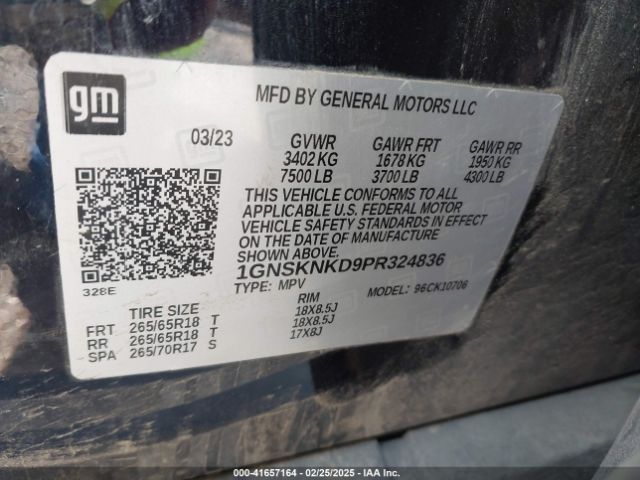 gm
MFD BY GENERAL MOTORS LLC
03/23 GVWR GAWR FRT GAWR RR
3402 KG 1678 KG 1950 KG
7500 LB 3700 LB 4300 LB
THIS VEHICLE CONFORMS TO ALL
APPLICABLE U.S. FEDERAL MOTOR
VEHICLE SAFETY STANDARDS IN EFFECT
ON THE DATE OF MANUFACTURE
SHOWN ABOVE.
1GNSKNKD9PR324836
328E TYPE: MPV MODEL: 96CK10706
TIRE SIZE RIM
FRT 265/65R18 T 18X8.5J
RR 265/65R18 T 18X8.5J
SPA 265/70R17 S 17X8J
000-41657164 | 02/25/2025 - IAA Inc.